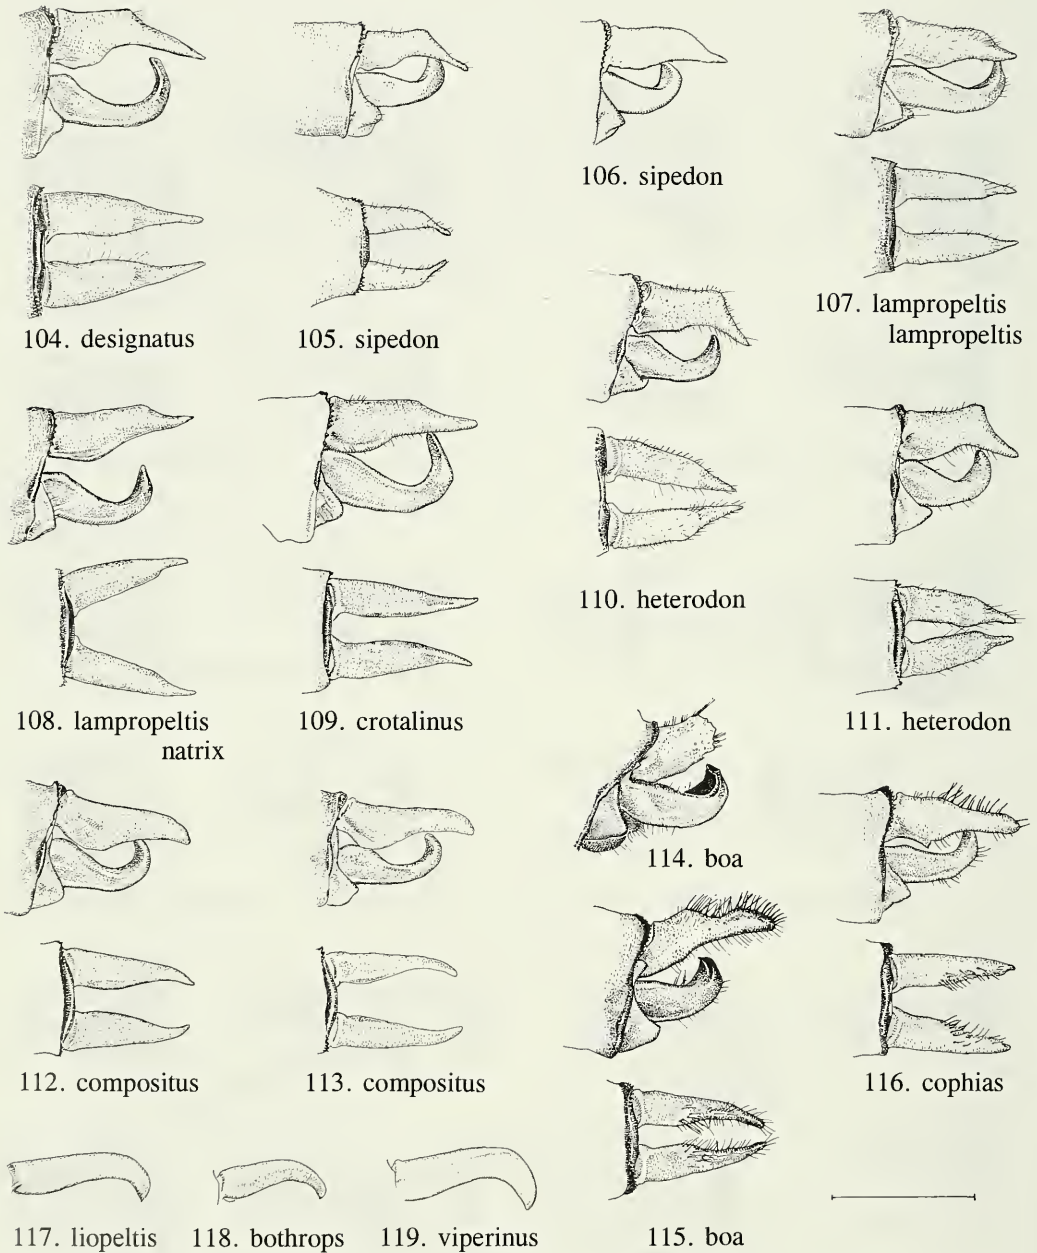 104. designatus
105. sipedon
106. sipedon
107. lampropeltis
lampropeltis
108. lampropeltis
natrix
109. crotalinus
110. heterodon
111. heterodon
112. compositus
113. compositus
114. boa
115. boa
116. cophias
117. liopeltis
118. bothrops
119. viperinus